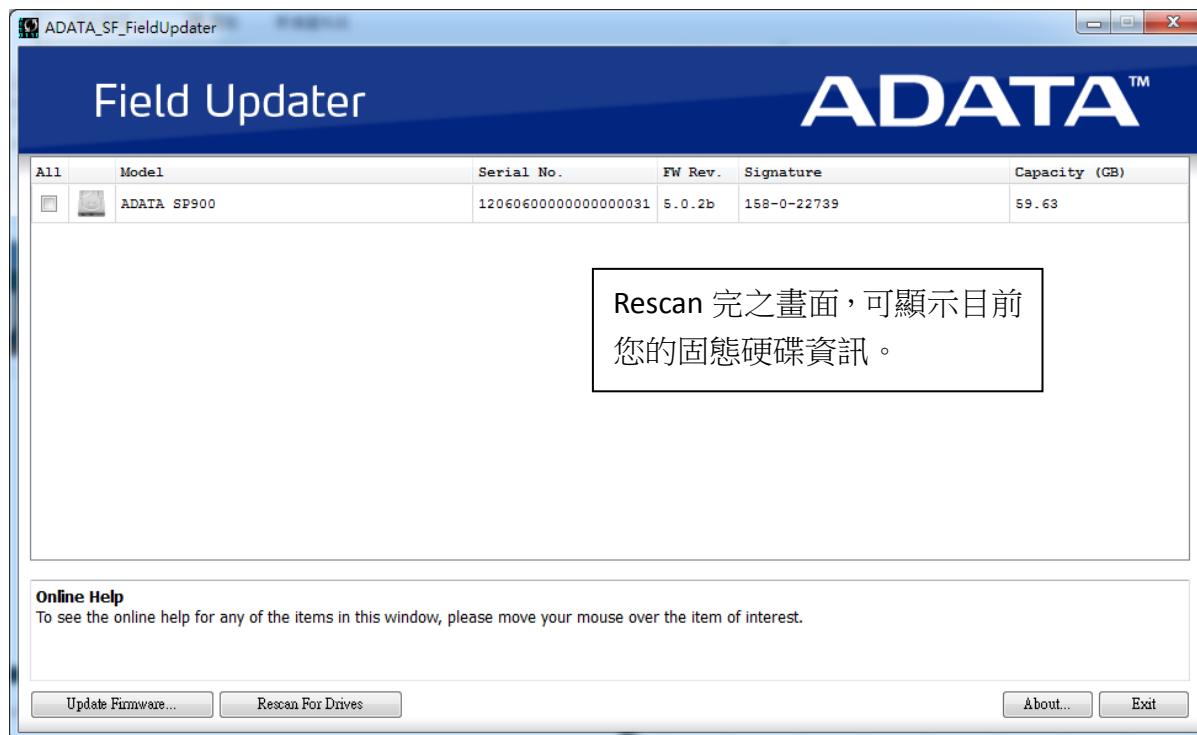 ADATA_SF_FieldUpdater
Field Updater
ADATA™
All Model Serial No. FW Rev. Signature Capacity (GB)
ADATA SP900 12060600000000000031 5.0.2b 158-0-22739 59.63
Rescan 完之畫面，可顯示目前
您的固態硬碟資訊。
Online Help
To see the online help for any of the items in this window, please move your mouse over the item of interest.
Update Firmware... Rescan For Drives About... Exit